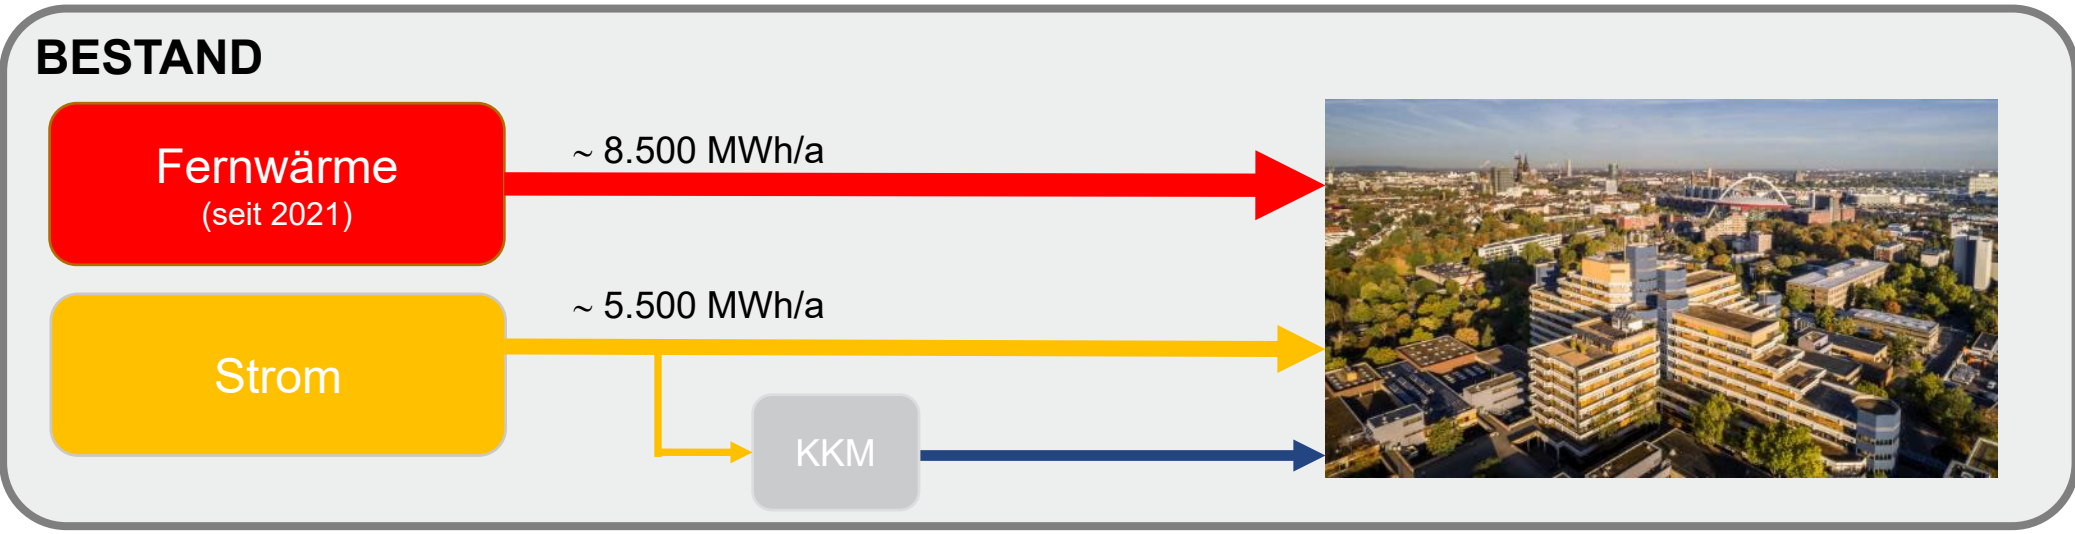 BESTAND
Fernwärme
(seit 2021)
~ 8.500 MWh/a
Strom
~ 5.500 MWh/a
KKM